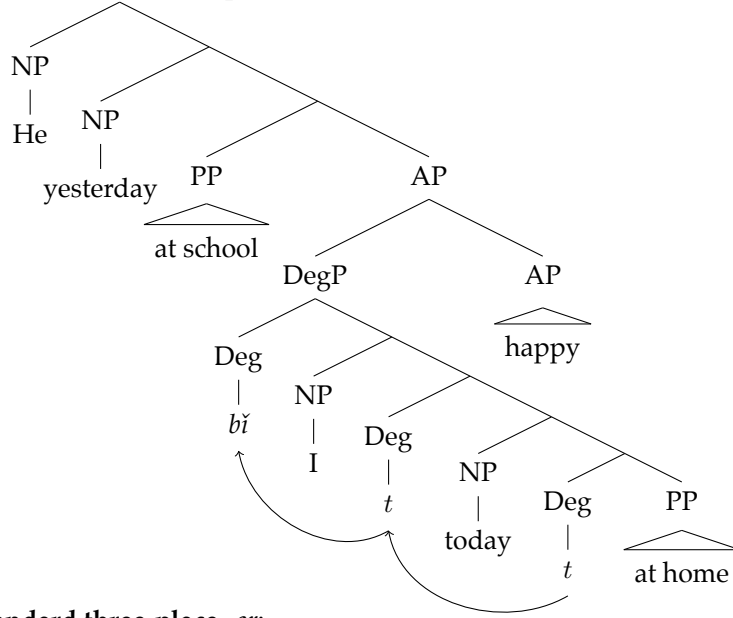 NP
NP
He
PP AP
yesterday
at school
DegP AP
happy
Deg
NP
bǐ
Deg
I
NP
Deg PP
t
today
t at home